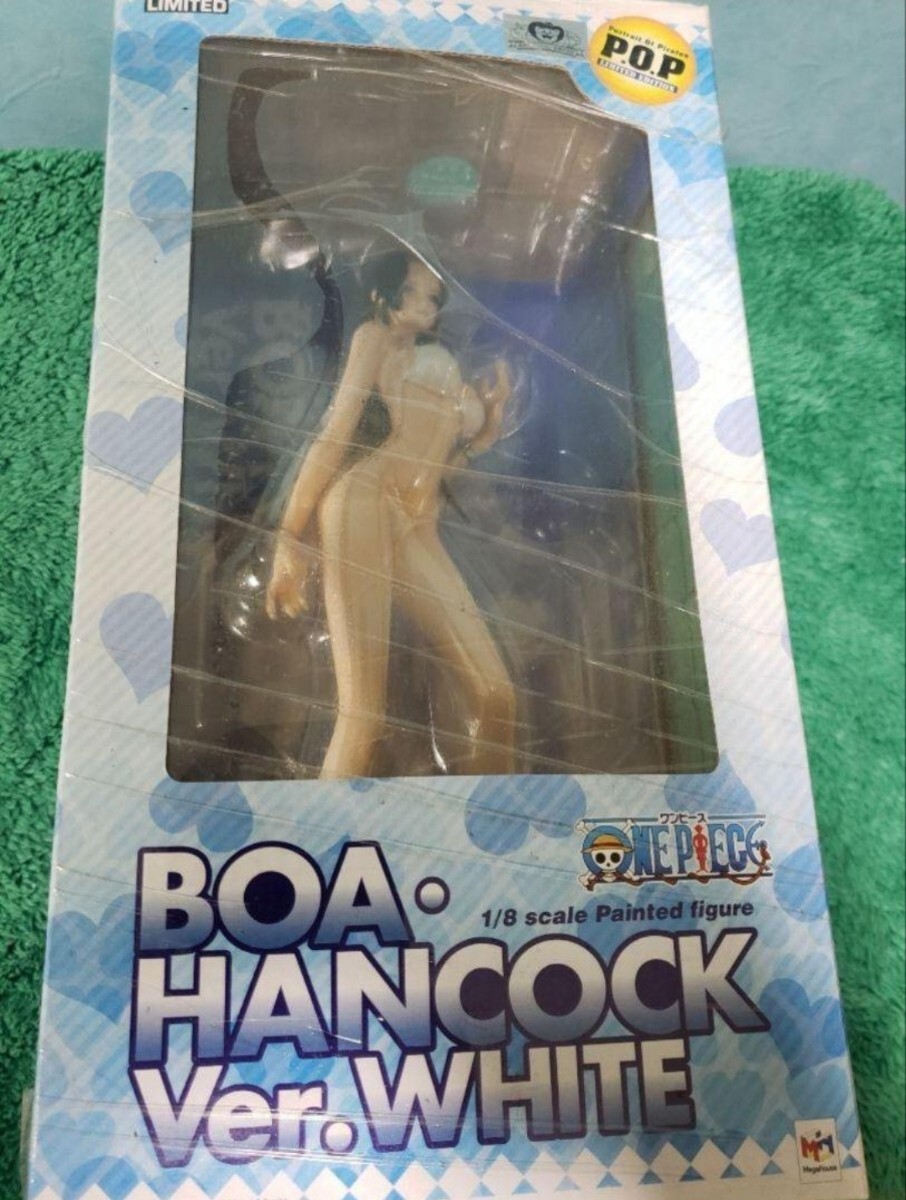 LIMITED
Portrait Of Pirates
P.O.P
LIMITED EDITION
ワンピース
ONE PIECE
1/8 scale Painted figure
BOA・
HANCOCK
Ver.WHITE
MegaHouse